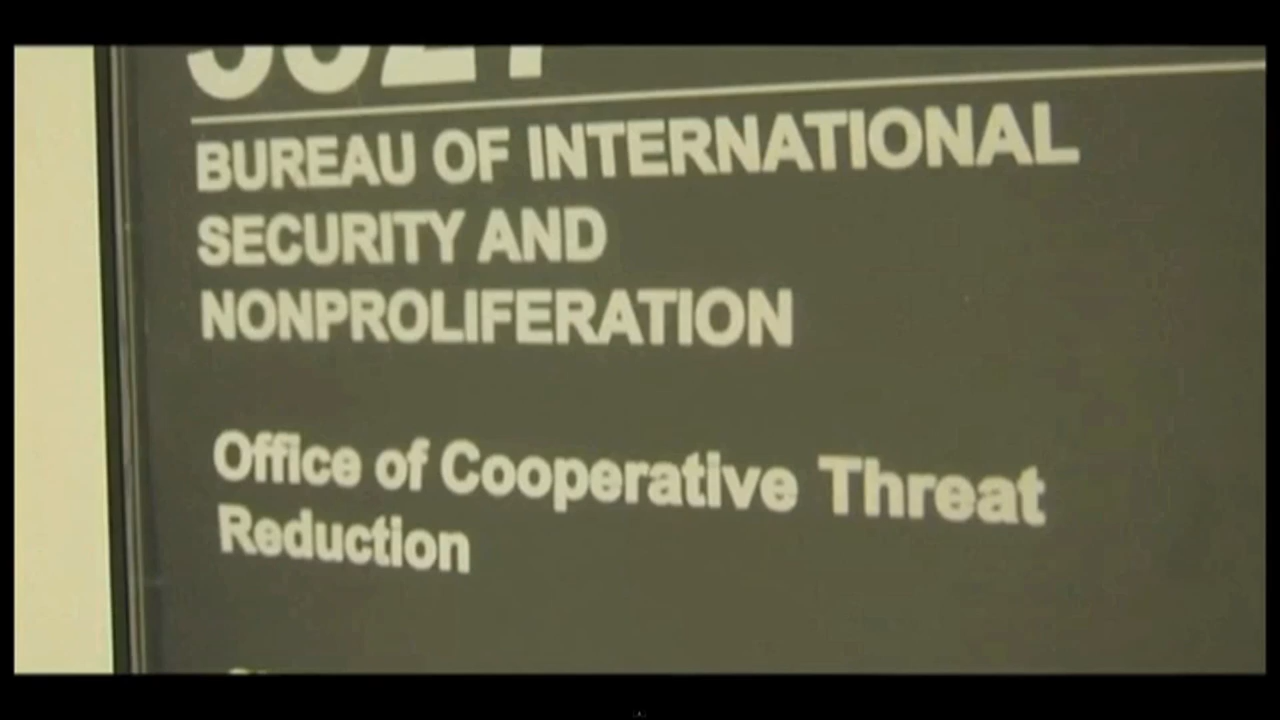 BUREAU OF INTERNATIONAL
SECURITY AND
NONPROLIFERATION
Office of Cooperative Threat
Reduction